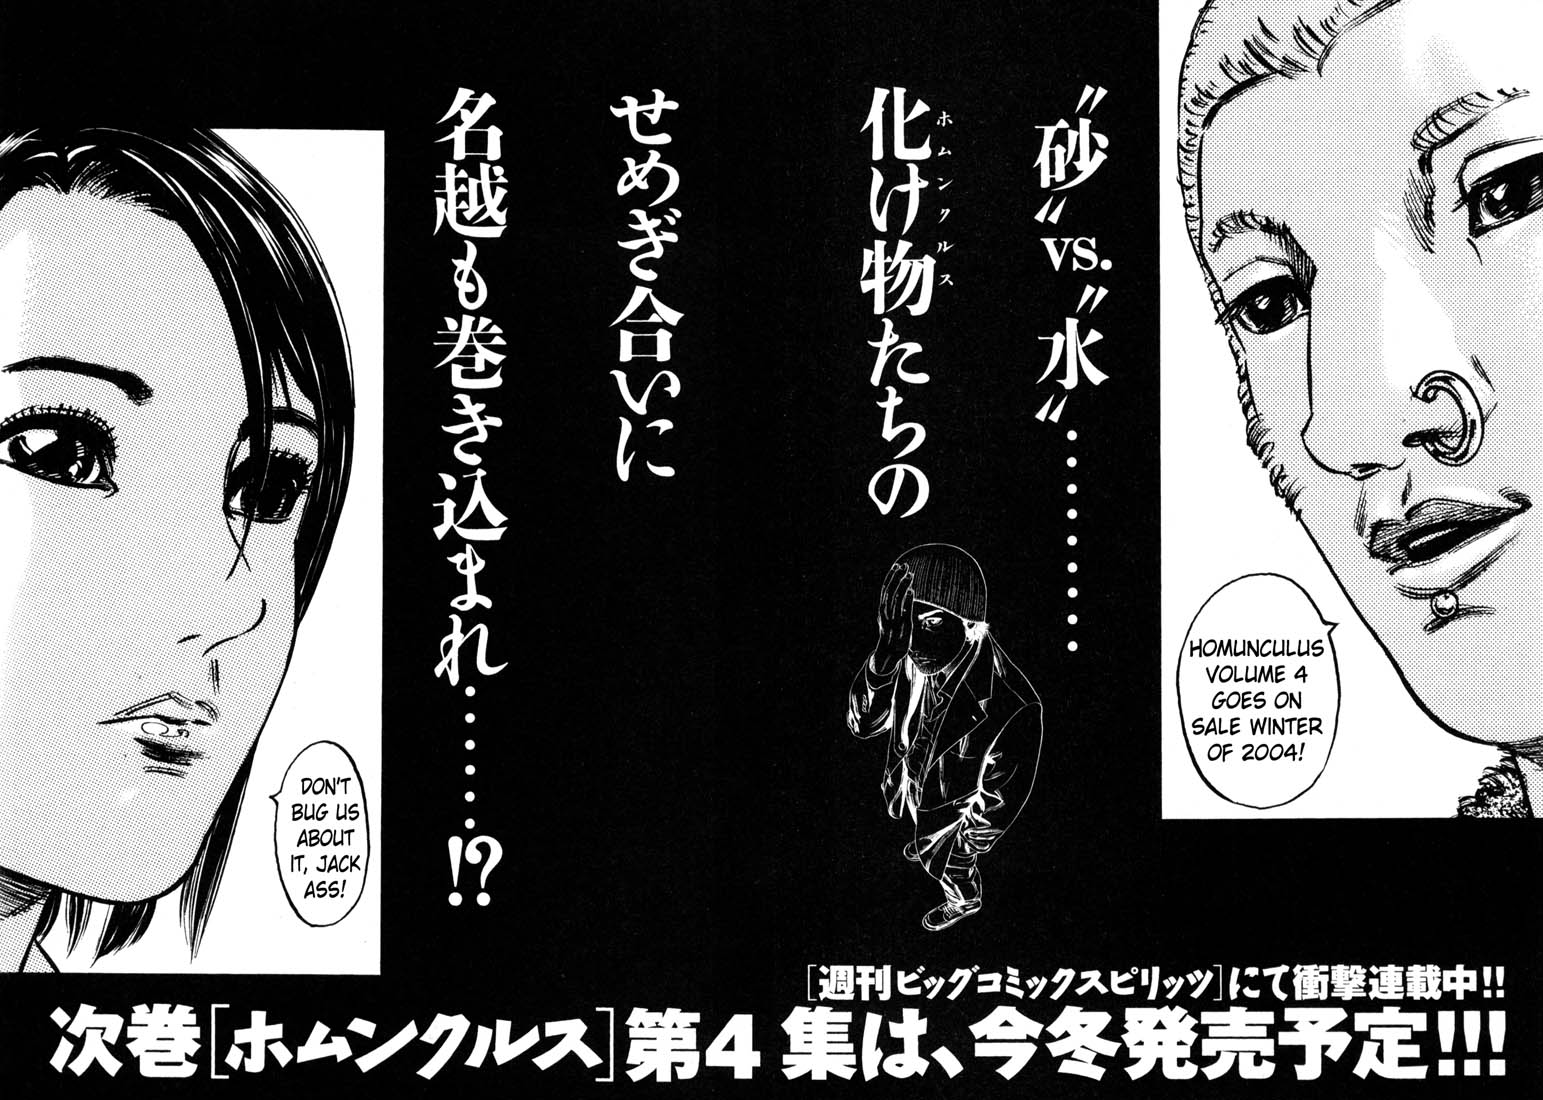 〝砂〟vs.〝水〟………
化け物たちの
ホムンクルス
せめぎ合いに
名越も巻き込まれ………!?
HOMUNCULUS
VOLUME 4
GOES ON
SALE WINTER
OF 2004!
DON'T
BUG US
ABOUT
IT, JACK
ASS!
[週刊ビッグコミックスピリッツ]にて衝撃連載中!!
次巻[ホムンクルス]第4集は、今冬発売予定!!!